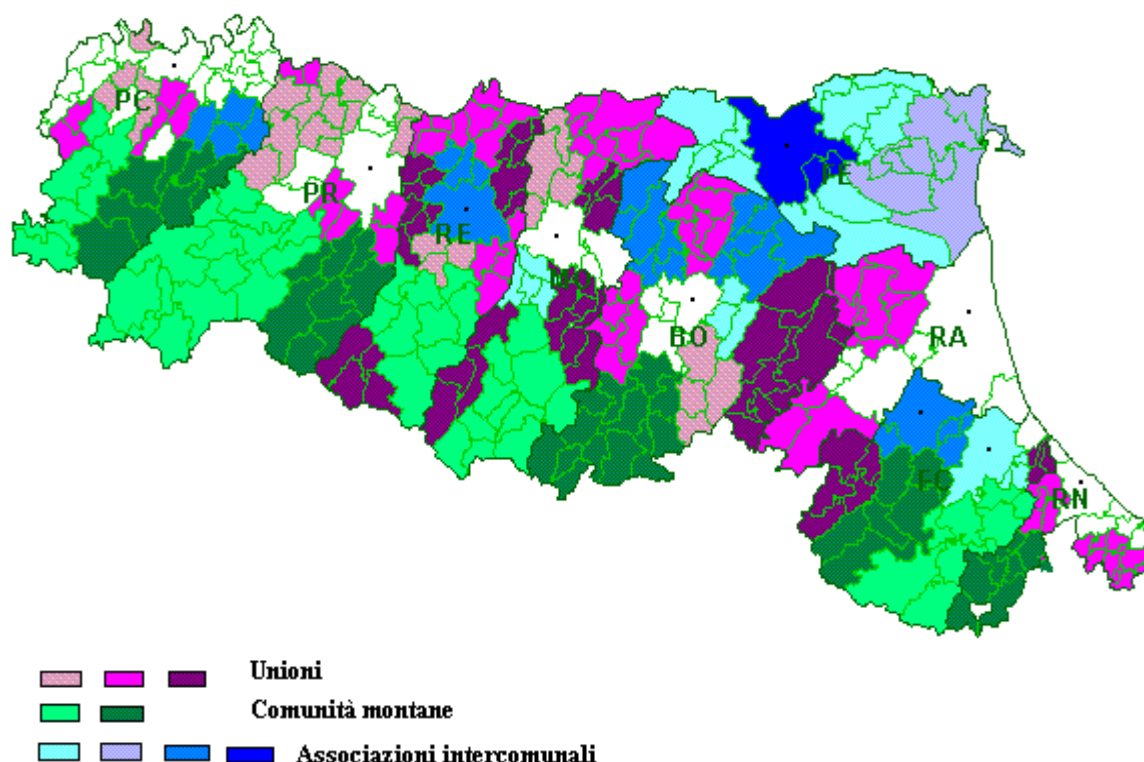 PC
PR
RE
MO
BO
FE
RA
FC
RN
Unioni
Comunità montane
Associazioni intercomunali